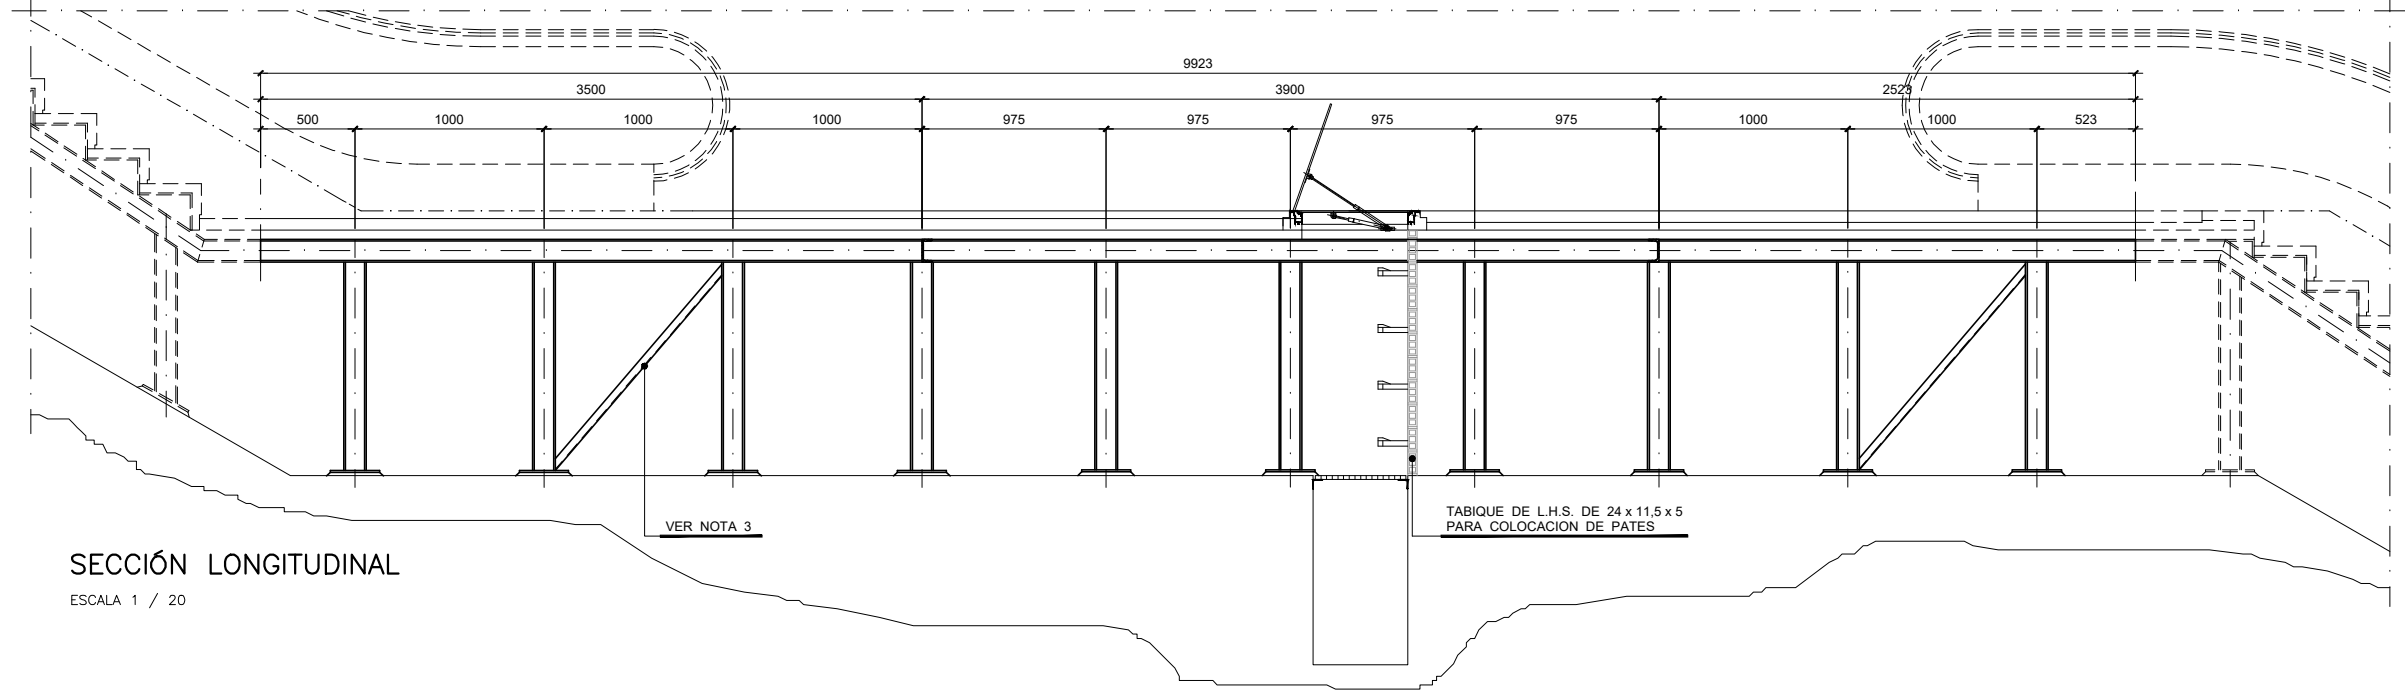 9923
3500 3900 2523
500 1000 1000 1000 975 975 975 975 1000 1000 523
VER NOTA 3
TABIQUE DE L.H.S. DE 24 x 11,5 x 5
PARA COLOCACION DE PATES
SECCIÓN LONGITUDINAL
ESCALA 1 / 20